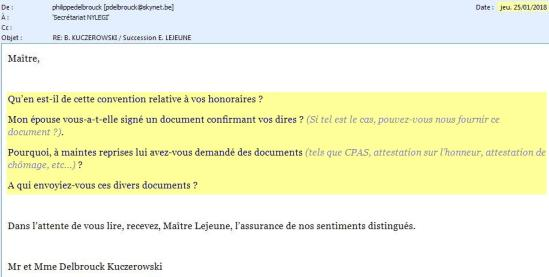 De : philippedelbrouck [pdelbrouck@skynet.be] Date : jeu. 25/01/2018
À : 'Secrétariat NYLEGI'
Cc :
Objet : RE: B. KUCZEROWSKI / Succession E. LEJEUNE
Maître,
Qu'en est-il de cette convention relative à vos honoraires ?
Mon épouse vous-a-t-elle signé un document confirmant vos dires ? (Si tel est le cas, pouvez-vous nous fournir ce
document ?).
Pourquoi, à maintes reprises lui avez-vous demandé des documents (tels que CPAS, attestation sur l'honneur, attestation de
chômage, etc...) ?
A qui envoyiez-vous ces divers documents ?
Dans l'attente de vous lire, recevez, Maître Lejeune, l'assurance de nos sentiments distingués.
Mr et Mme Delbrouck Kuczerowski